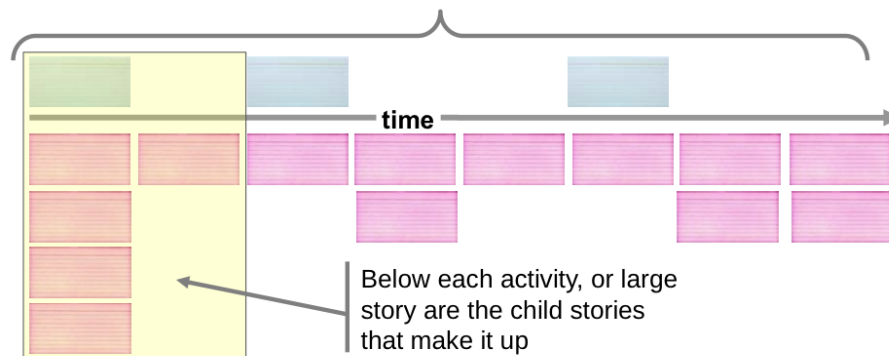 time
Below each activity, or large
story are the child stories
that make it up